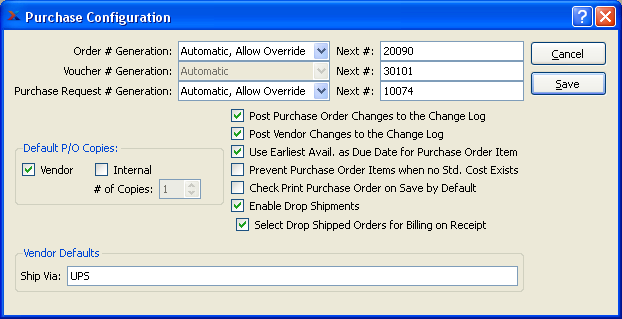 Purchase Configuration
Order # Generation: Automatic, Allow Override Next #: 20090
Cancel
Voucher # Generation: Automatic Next #: 30101
Purchase Request # Generation: Automatic, Allow Override Next #: 10074
Save
Post Purchase Order Changes to the Change Log
Post Vendor Changes to the Change Log
Default P/O Copies:
Use Earliest Avail. as Due Date for Purchase Order Item
Vendor Internal
Prevent Purchase Order Items when no Std. Cost Exists
# of Copies: 1
Check Print Purchase Order on Save by Default
Enable Drop Shipments
Select Drop Shipped Orders for Billing on Receipt
Vendor Defaults
Ship Via: UPS